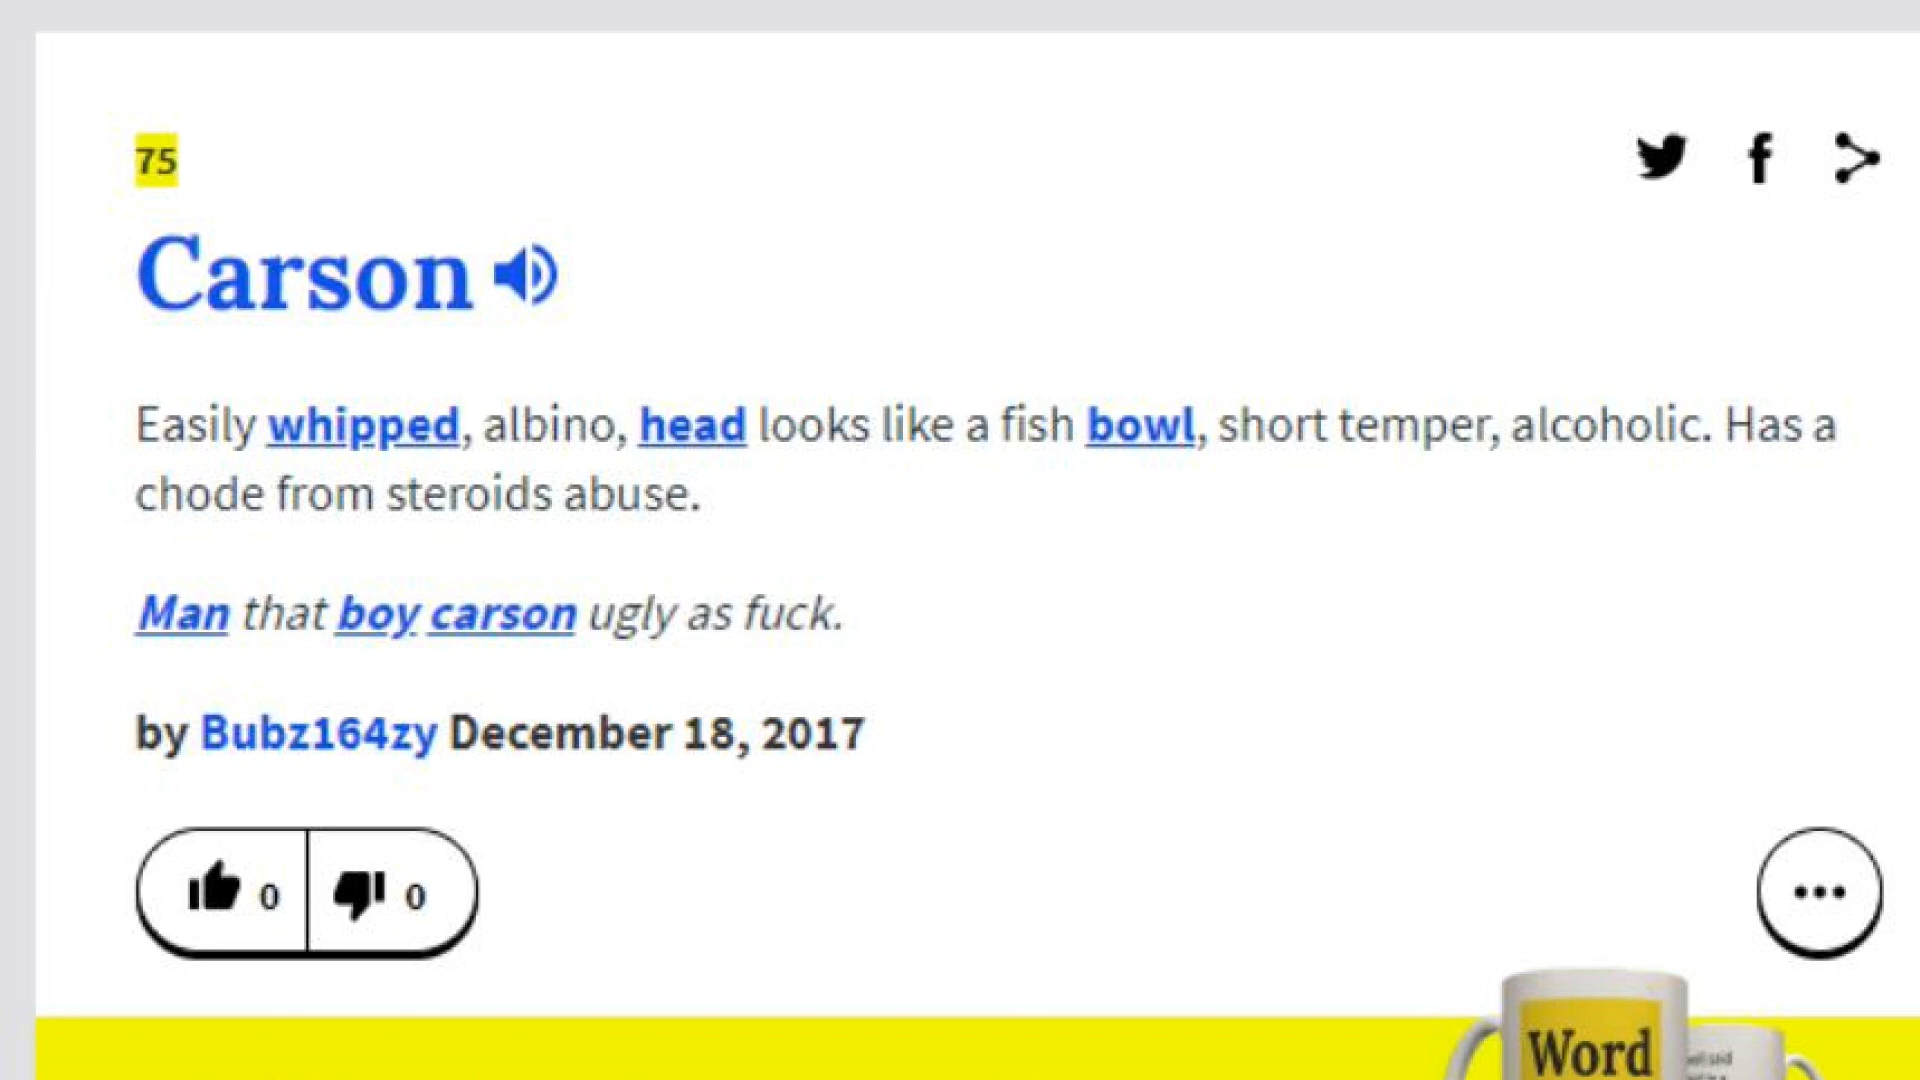 75
Carson
Easily whipped, albino, head looks like a fish bowl, short temper, alcoholic. Has a
chode from steroids abuse.
Man that boy carson ugly as fuck.
by Bubz164zy December 18, 2017
0 0
Word